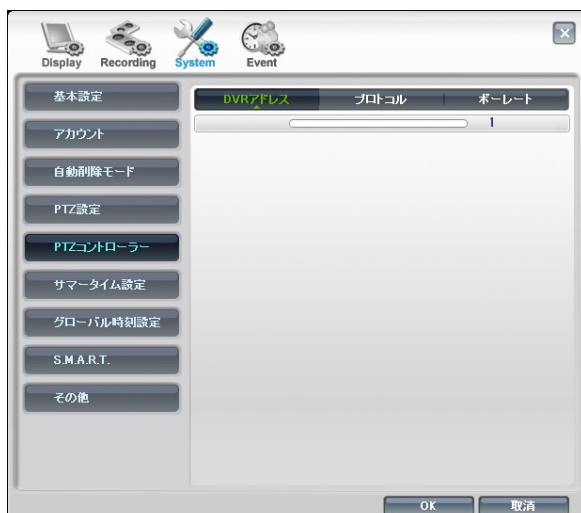 Display Recording System Event
基本設定
アカウント
自動削除モード
PTZ設定
PTZコントローラー
サマータイム設定
グローバル時刻設定
S.M.A.R.T.
その他
DVRアドレス プロトコル ボーレート
1
OK 取消